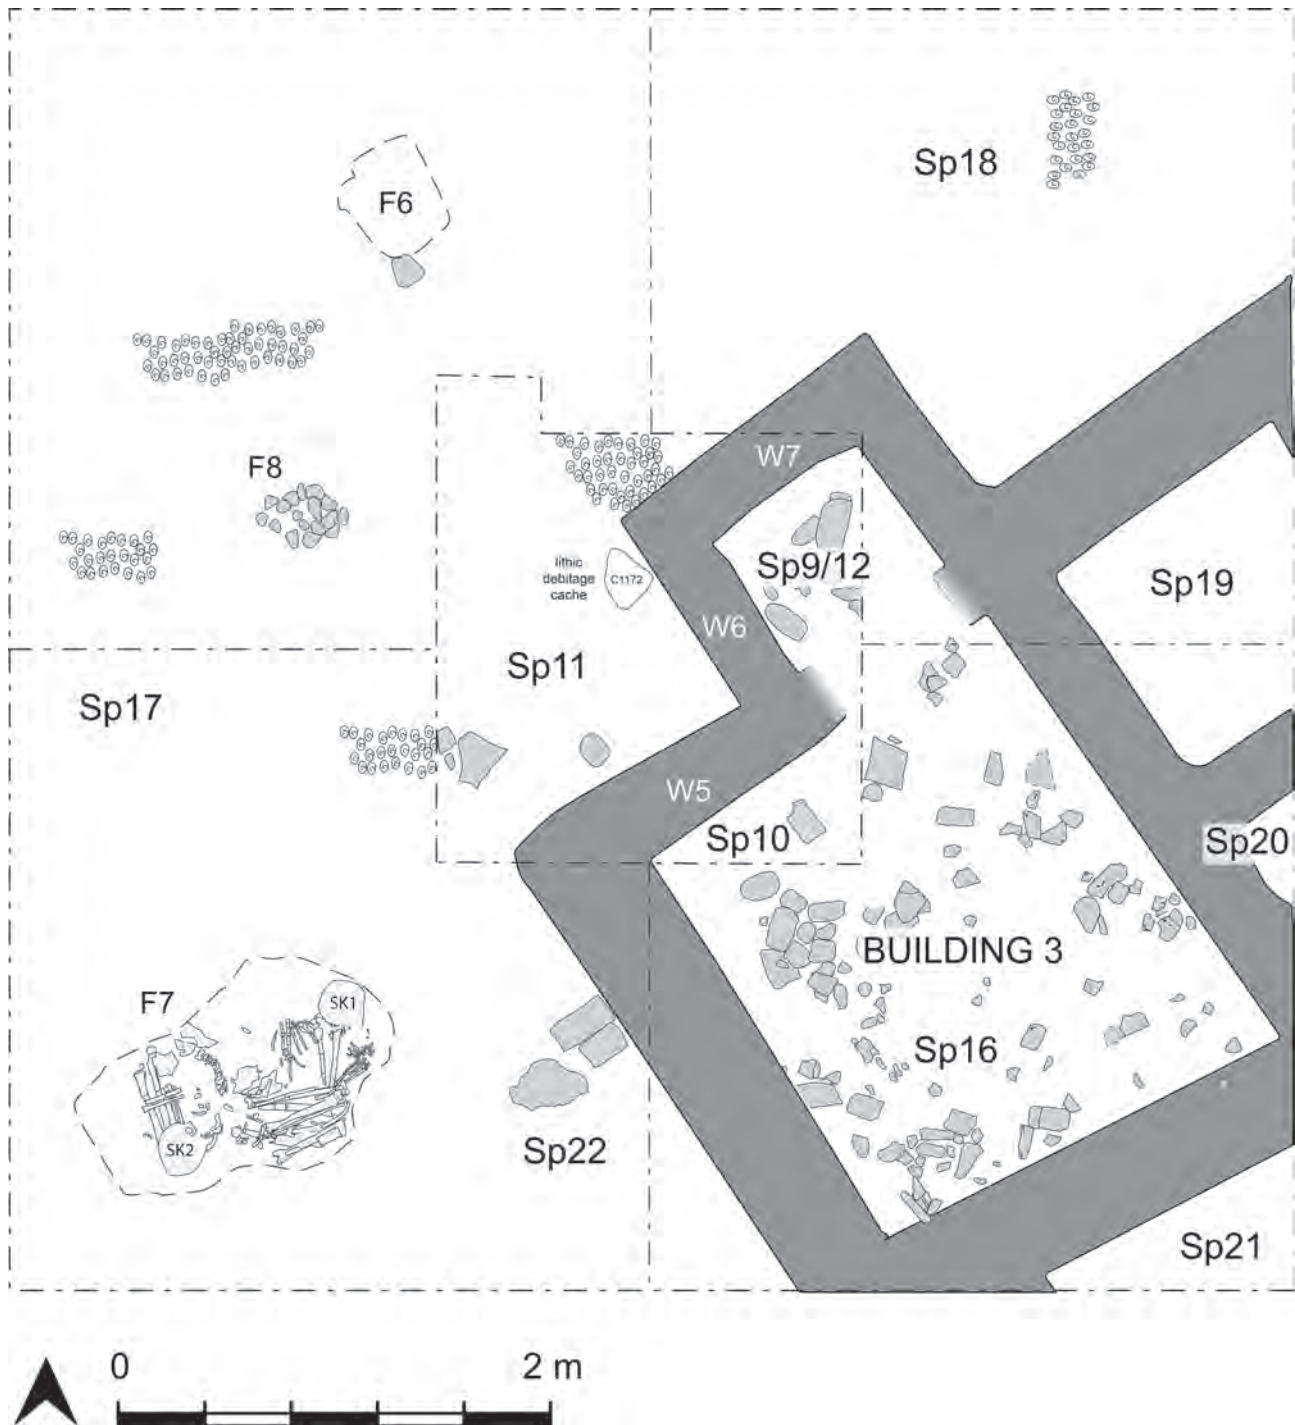 Sp18
F6
F8
W7
lithic
debitage
cache
C1172
Sp9/12
Sp19
W6
Sp11
Sp17
W5
Sp10
Sp20
BUILDING 3
F7
SK1
Sp16
SK2
Sp22
Sp21
0
2 m